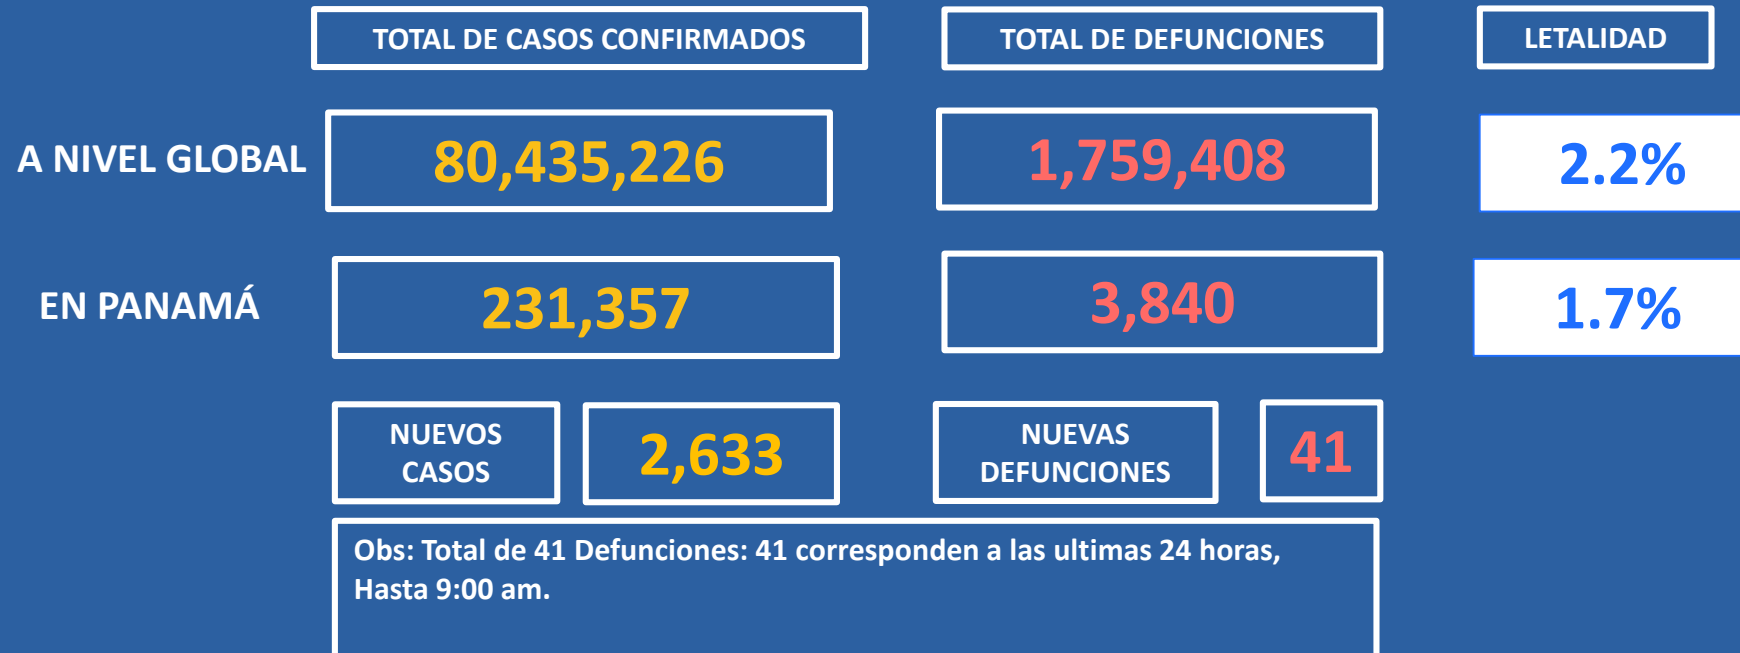 TOTAL DE CASOS CONFIRMADOS
TOTAL DE DEFUNCIONES
LETALIDAD
A NIVEL GLOBAL
80,435,226
1,759,408
2.2%
EN PANAMÁ
231,357
3,840
1.7%
NUEVOS
CASOS
2,633
NUEVAS
DEFUNCIONES
41
Obs: Total de 41 Defunciones: 41 corresponden a las ultimas 24 horas,
Hasta 9:00 am.